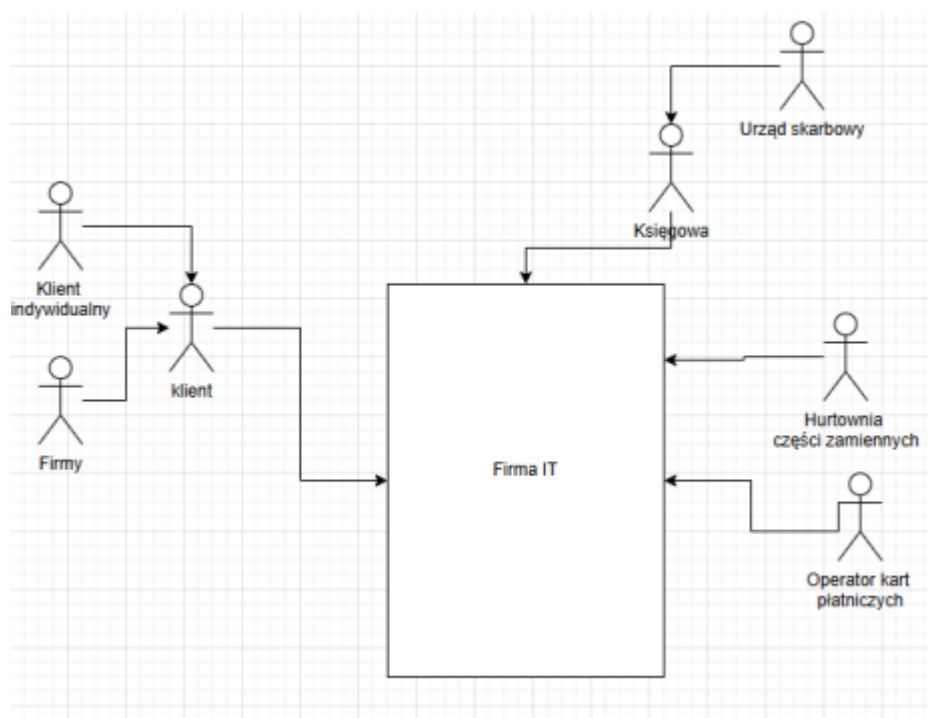 Urząd skarbowy
Księgowa
Klient
indywidualny
klient
Firmy
Firma IT
Hurtownia
części zamiennych
Operator kart
płatniczych